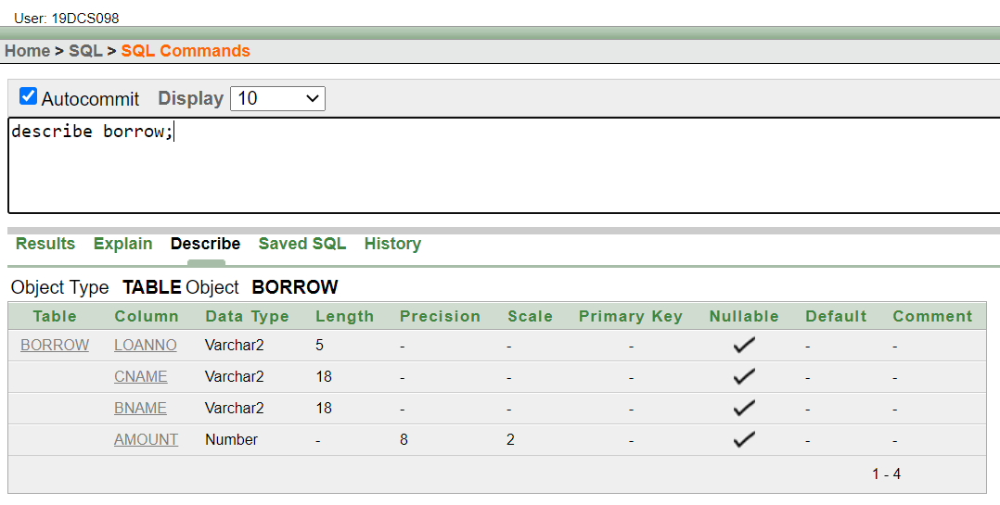 User: 19DCS098
Home > SQL > SQL Commands
Autocommit Display 10
describe borrow;
Results Explain Describe Saved SQL History
Object Type TABLE Object BORROW
Table Column Data Type Length Precision Scale Primary Key Nullable Default Comment
BORROW LOANNO Varchar2 5 - - - - -
CNAME Varchar2 18 - - - - -
BNAME Varchar2 18 - - - - -
AMOUNT Number - 8 2 - - -
1 - 4